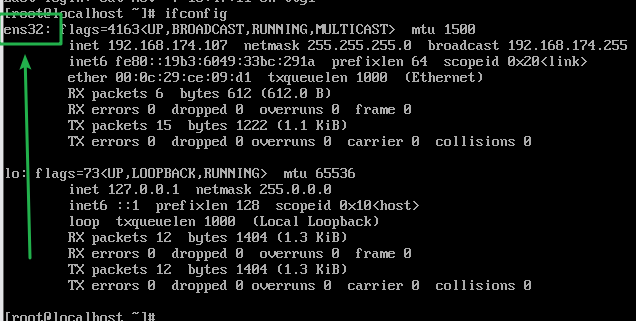 [root@localhost ~]# ifconfig
ens32: flags=4163<UP,BROADCAST,RUNNING,MULTICAST>  mtu 1500
inet 192.168.174.107  netmask 255.255.255.0  broadcast 192.168.174.255
inet6 fe80::19b3:6049:33bc:291a  prefixlen 64  scopeid 0x20<link>
ether 00:0c:29:ce:09:d1  txqueuelen 1000  (Ethernet)
RX packets 6  bytes 612 (612.0 B)
RX errors 0  dropped 0  overruns 0  frame 0
TX packets 15  bytes 1222 (1.1 KiB)
TX errors 0  dropped 0 overruns 0  carrier 0  collisions 0
lo: flags=73<UP,LOOPBACK,RUNNING>  mtu 65536
inet 127.0.0.1  netmask 255.0.0.0
inet6 ::1  prefixlen 128  scopeid 0x10<host>
loop  txqueuelen 1000  (Local Loopback)
RX packets 12  bytes 1404 (1.3 KiB)
RX errors 0  dropped 0  overruns 0  frame 0
TX packets 12  bytes 1404 (1.3 KiB)
TX errors 0  dropped 0 overruns 0  carrier 0  collisions 0
[root@localhost ~]#